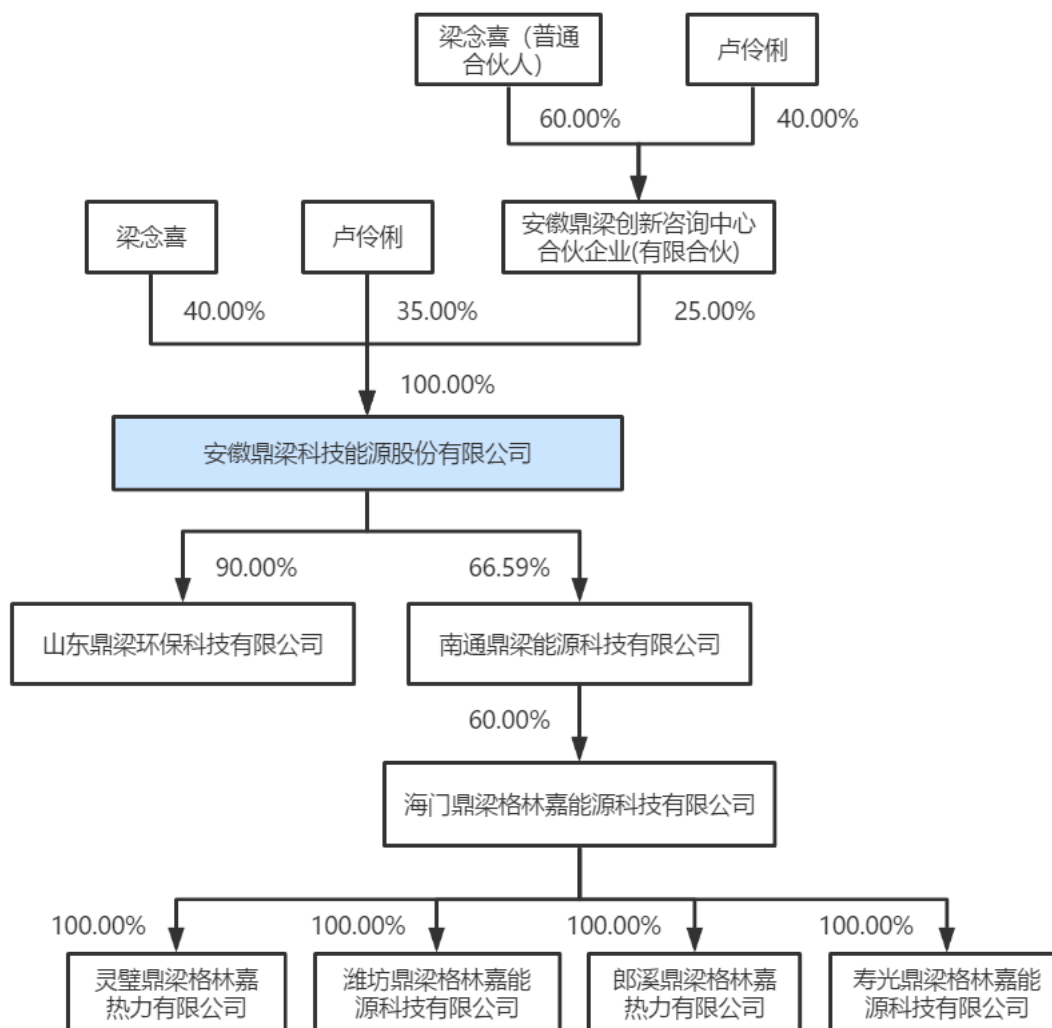 梁念喜（普通
合伙人）
卢伶俐
60.00%
40.00%
梁念喜
卢伶俐
安徽鼎梁创新咨询中心
合伙企业(有限合伙)
40.00%
35.00%
25.00%
100.00%
安徽鼎梁科技能源股份有限公司
90.00%
66.59%
山东鼎梁环保科技有限公司
南通鼎梁能源科技有限公司
60.00%
海门鼎梁格林嘉能源科技有限公司
100.00%
100.00%
100.00%
100.00%
灵璧鼎梁格林嘉
热力有限公司
潍坊鼎梁格林嘉能
源科技有限公司
郎溪鼎梁格林嘉
热力有限公司
寿光鼎梁格林嘉能
源科技有限公司